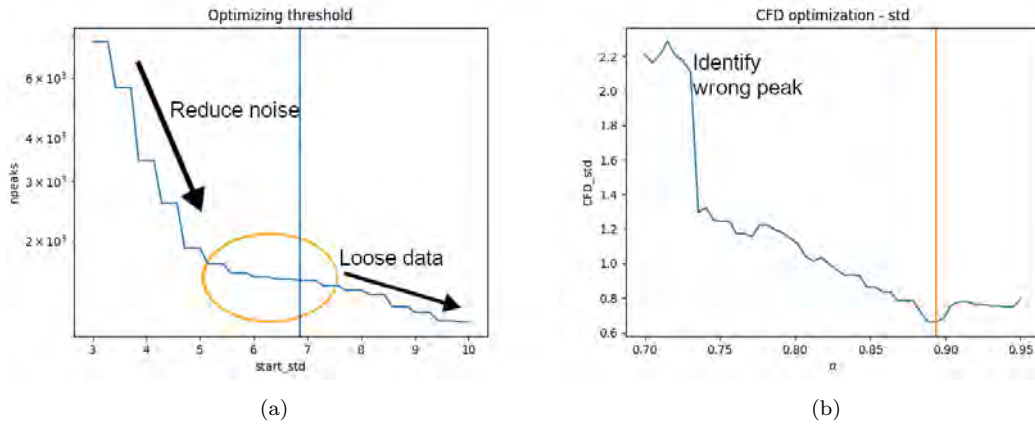 Optimizing threshold
6 × 10³
4 × 10³
3 × 10³
2 × 10³
npeaks
Reduce noise
Loose data
3 4 5 6 7 8 9 10
start_std
(a)
CFD optimization - std
2.2
2.0
1.8
1.6
1.4
1.2
1.0
0.8
0.6
CFD_std
Identify
wrong peak
0.70 0.75 0.80 0.85 0.90 0.95
α
(b)